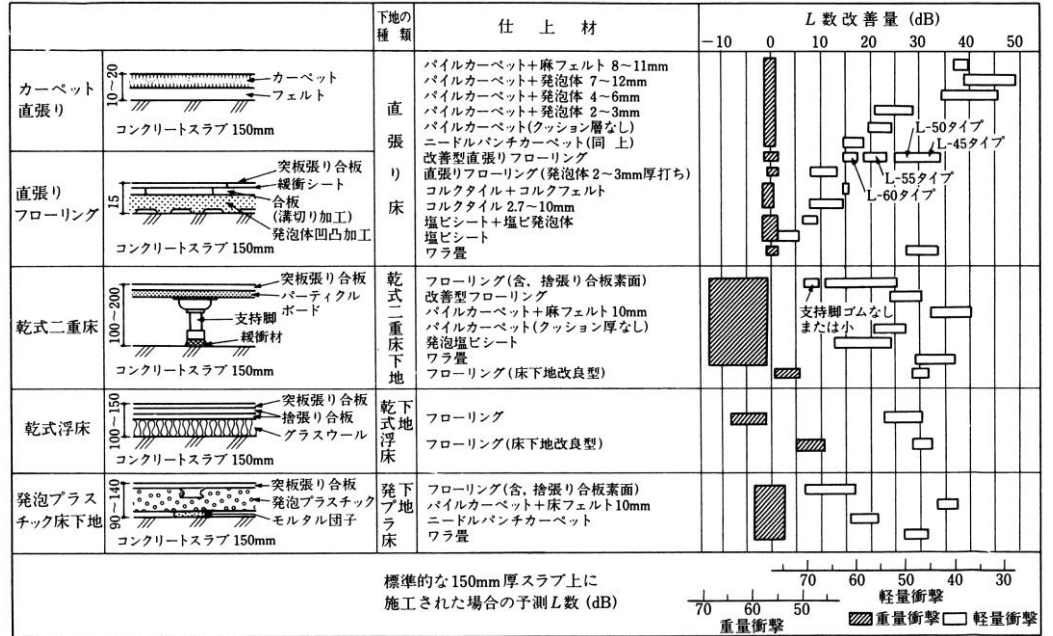 下地の種類
仕上材
L数改善量 (dB)
-10 0 10 20 30 40 50
カーペット直張り
10~20
カーペット
フェルト
コンクリートスラブ 150mm
直張りフローリング
15
突板張り合板
緩衝シート
合板
(溝切り加工)
発泡体凹凸加工
コンクリートスラブ 150mm
直張り床
パイルカーペット+麻フェルト 8~11mm
パイルカーペット+発泡体 7~12mm
パイルカーペット+発泡体 4~6mm
パイルカーペット+発泡体 2~3mm
パイルカーペット(クッション層なし)
ニードルパンチカーペット(同上)
改善型直張りフローリング
直張りフローリング(発泡体2~3mm厚打ち)
コルクタイル+コルクフェルト
コルクタイル 2.7~10mm
塩ビシート+塩ビ発泡体
塩ビシート
ワラ畳
L-50タイプ
L-45タイプ
L-55タイプ
L-60タイプ
乾式二重床
100~200
突板張り合板
パーティクルボード
支持脚
緩衝材
コンクリートスラブ 150mm
乾式二重床下地
フローリング(含、捨張り合板素面)
改善型フローリング
パイルカーペット+麻フェルト 10mm
パイルカーペット(クッション厚なし)
発泡塩ビシート
ワラ畳
フローリング(床下地改良型)
支持脚ゴムなし
または小
乾式浮床
100~150
突板張り合板
捨張り合板
グラスウール
コンクリートスラブ 150mm
乾式浮床下地
フローリング
フローリング(床下地改良型)
発泡プラスチック床下地
90~140
突板張り合板
発泡プラスチック
モルタル団子
コンクリートスラブ 150mm
発プラ床下地
フローリング(含、捨張り合板素面)
パイルカーペット+床フェルト10mm
ニードルパンチカーペット
ワラ畳
標準的な150mm厚スラブ上に
施工された場合の予測L数 (dB)
70 60 50 40 30
軽量衝撃
70 60 50
重量衝撃
重量衝撃 軽量衝撃